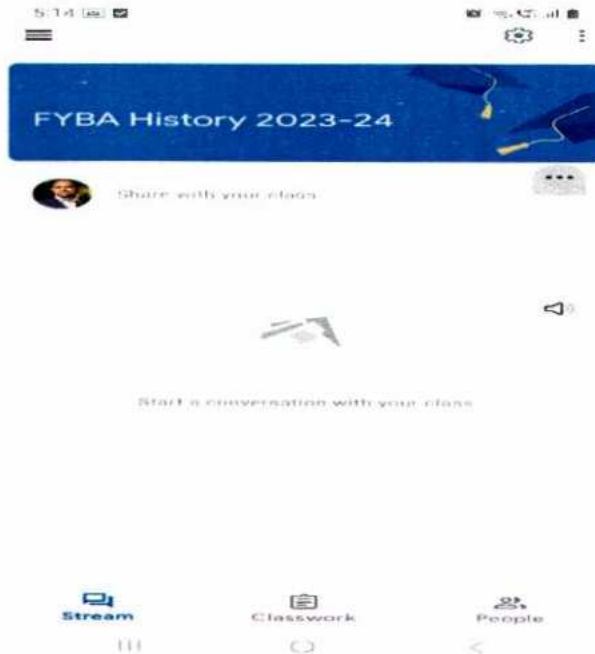 5:14
FYBA History 2023-24
Share with your class
Start a conversation with your class
Stream
Classwork
People